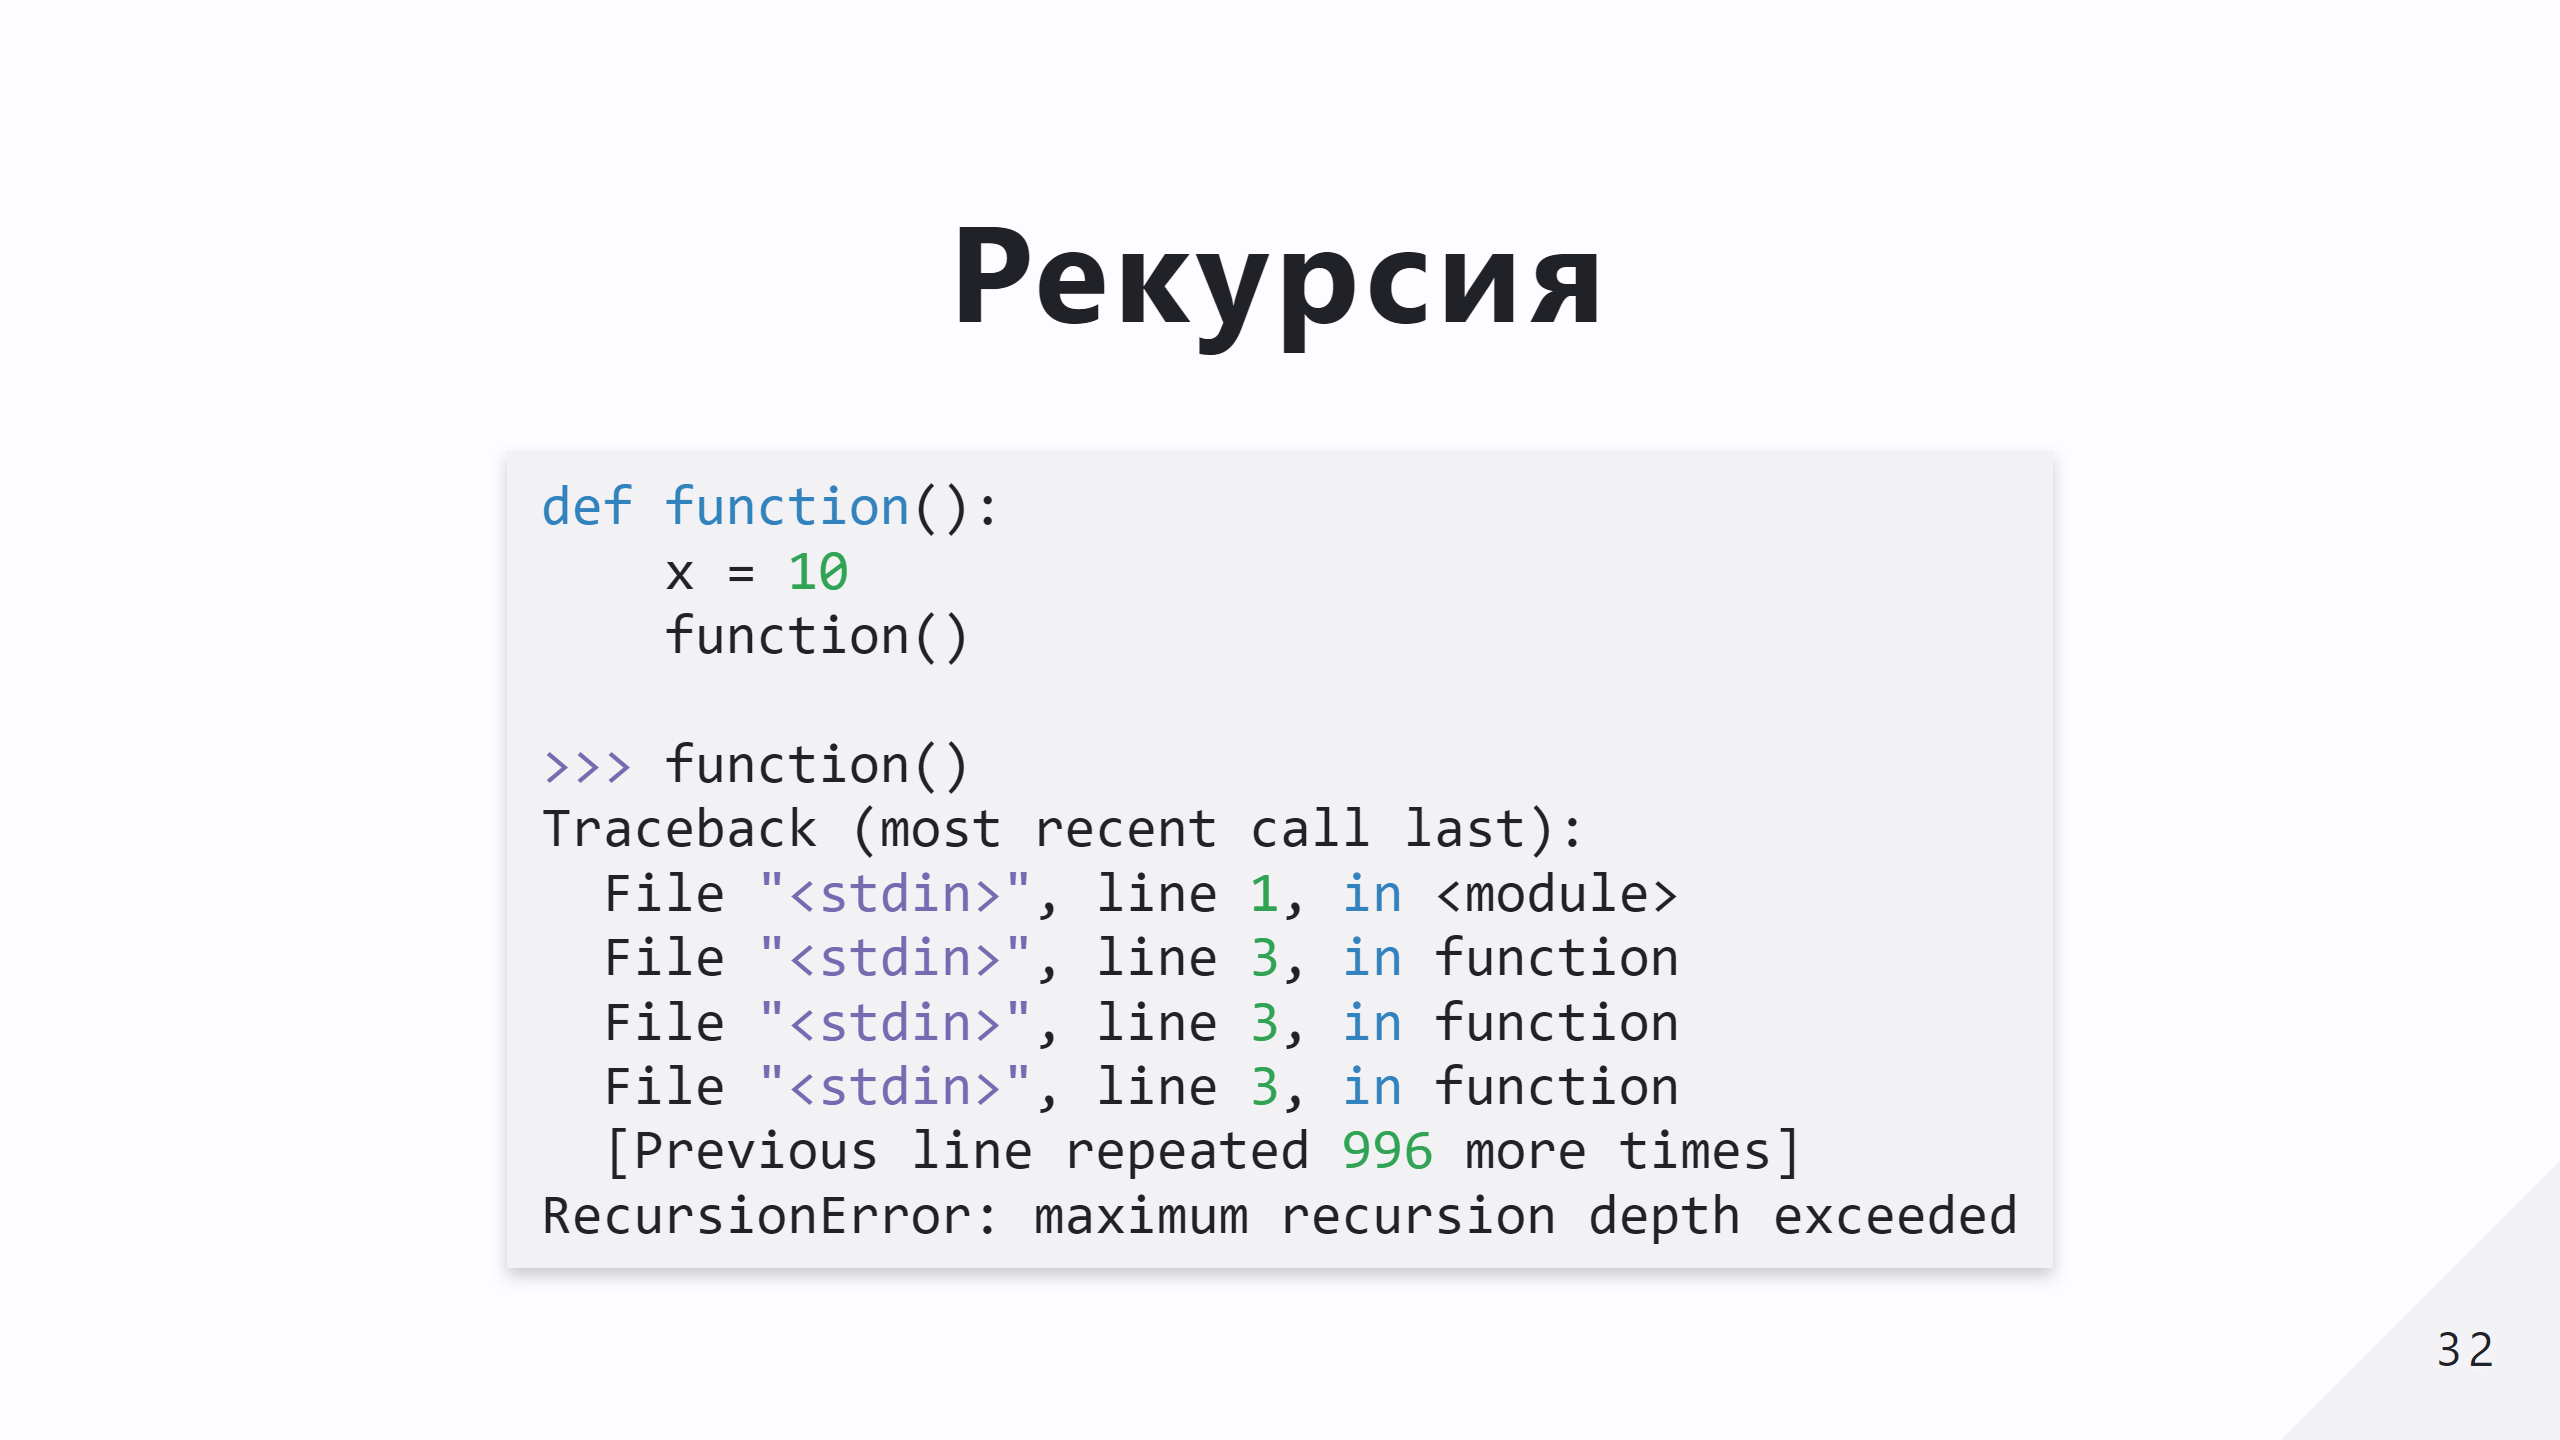 Рекурсия
def function():
    x = 10
    function()

>>> function()
Traceback (most recent call last):
  File "<stdin>", line 1, in <module>
  File "<stdin>", line 3, in function
  File "<stdin>", line 3, in function
  File "<stdin>", line 3, in function
  [Previous line repeated 996 more times]
RecursionError: maximum recursion depth exceeded
32